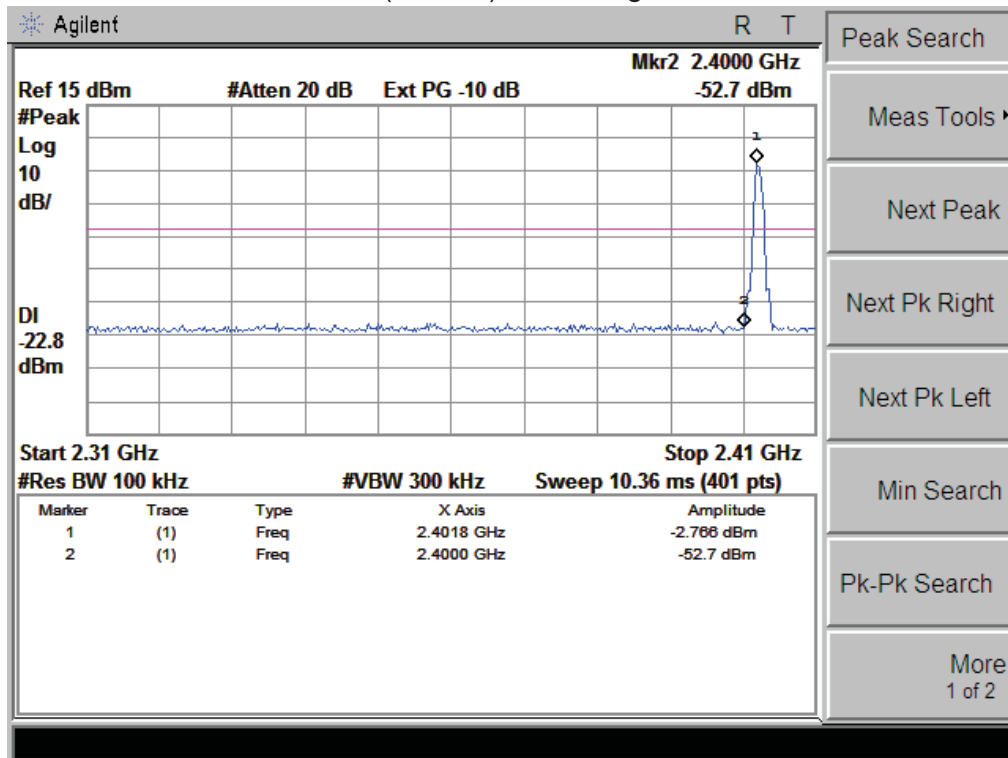 Agilent R T
Mkr2 2.4000 GHz
Ref 15 dBm #Atten 20 dB Ext PG -10 dB -52.7 dBm
#Peak
Log
10
dB/
1
2
DI
-22.8
dBm
Start 2.31 GHz Stop 2.41 GHz
#Res BW 100 kHz #VBW 300 kHz Sweep 10.36 ms (401 pts)
Marker Trace Type X Axis Amplitude
1 (1) Freq 2.4018 GHz -2.766 dBm
2 (1) Freq 2.4000 GHz -52.7 dBm
Peak Search
Meas Tools
Next Peak
Next Pk Right
Next Pk Left
Min Search
Pk-Pk Search
More
1 of 2